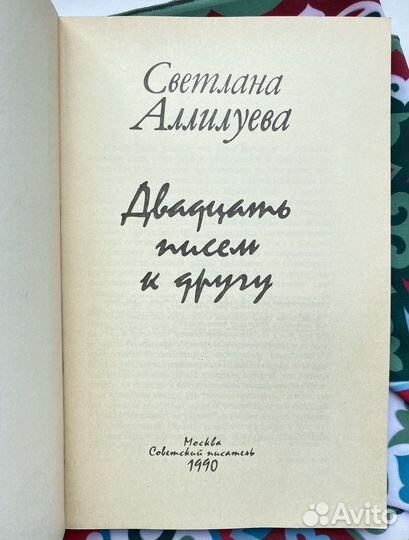 Светлана
Аллилуева
Двадцать
писем
к другу
Москва
Советский писатель
1990
Avito